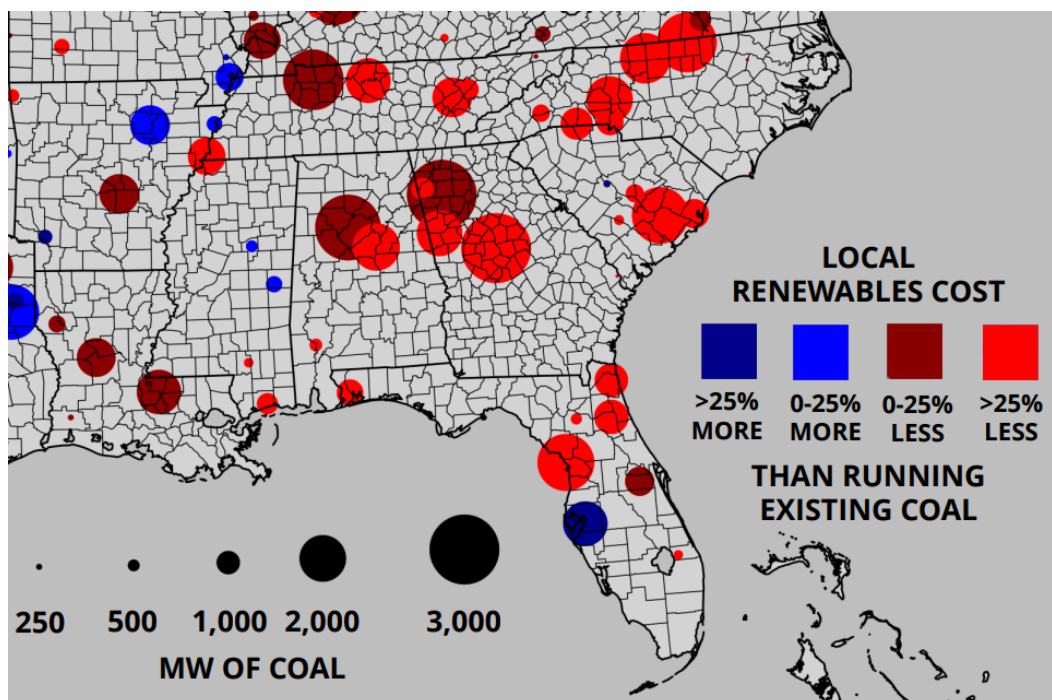 LOCAL
RENEWABLES COST
>25%
MORE
0-25%
MORE
0-25%
LESS
>25%
LESS
THAN RUNNING
EXISTING COAL
250
500
1,000
2,000
3,000
MW OF COAL